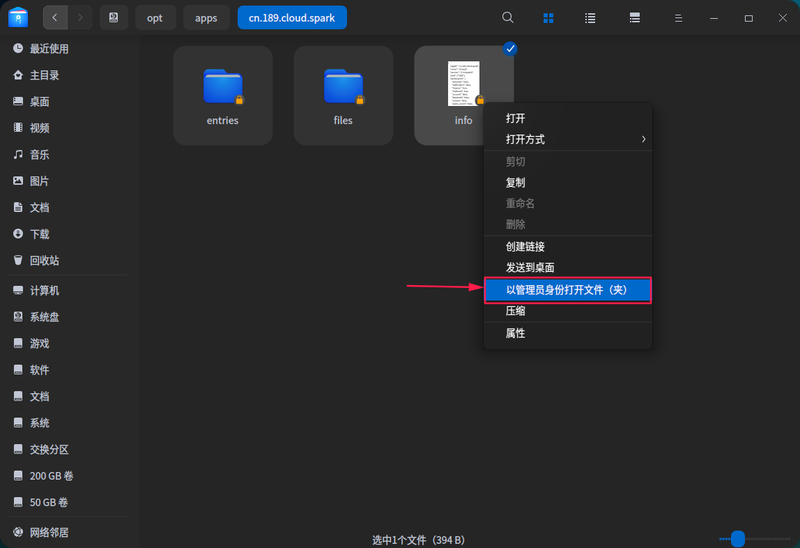 opt
apps
cn.189.cloud.spark
最近使用
主目录
桌面
视频
音乐
图片
文档
下载
回收站
计算机
系统盘
游戏
软件
文档
系统
交换分区
200 GB 卷
50 GB 卷
网络邻居
entries
files
info
打开
打开方式
剪切
复制
重命名
删除
创建链接
发送到桌面
以管理员身份打开文件（夹）
压缩
属性
选中1个文件（394 B）